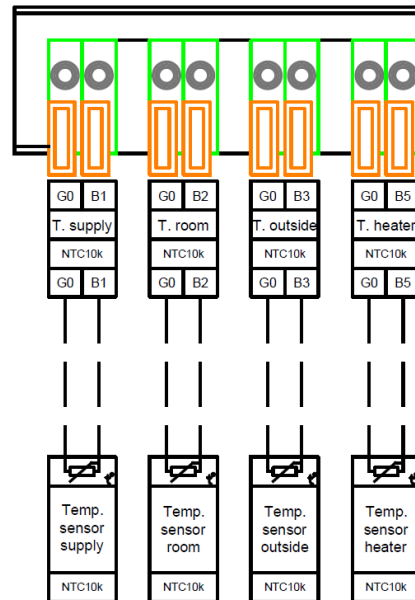 G0 B1 G0 B2 G0 B3 G0 B5
T. supply T. room T. outside T. heater
NTC10k NTC10k NTC10k NTC10k
G0 B1 G0 B2 G0 B3 G0 B5
Temp. Temp. Temp. Temp.
sensor sensor sensor sensor
supply room outside heater
NTC10k NTC10k NTC10k NTC10k